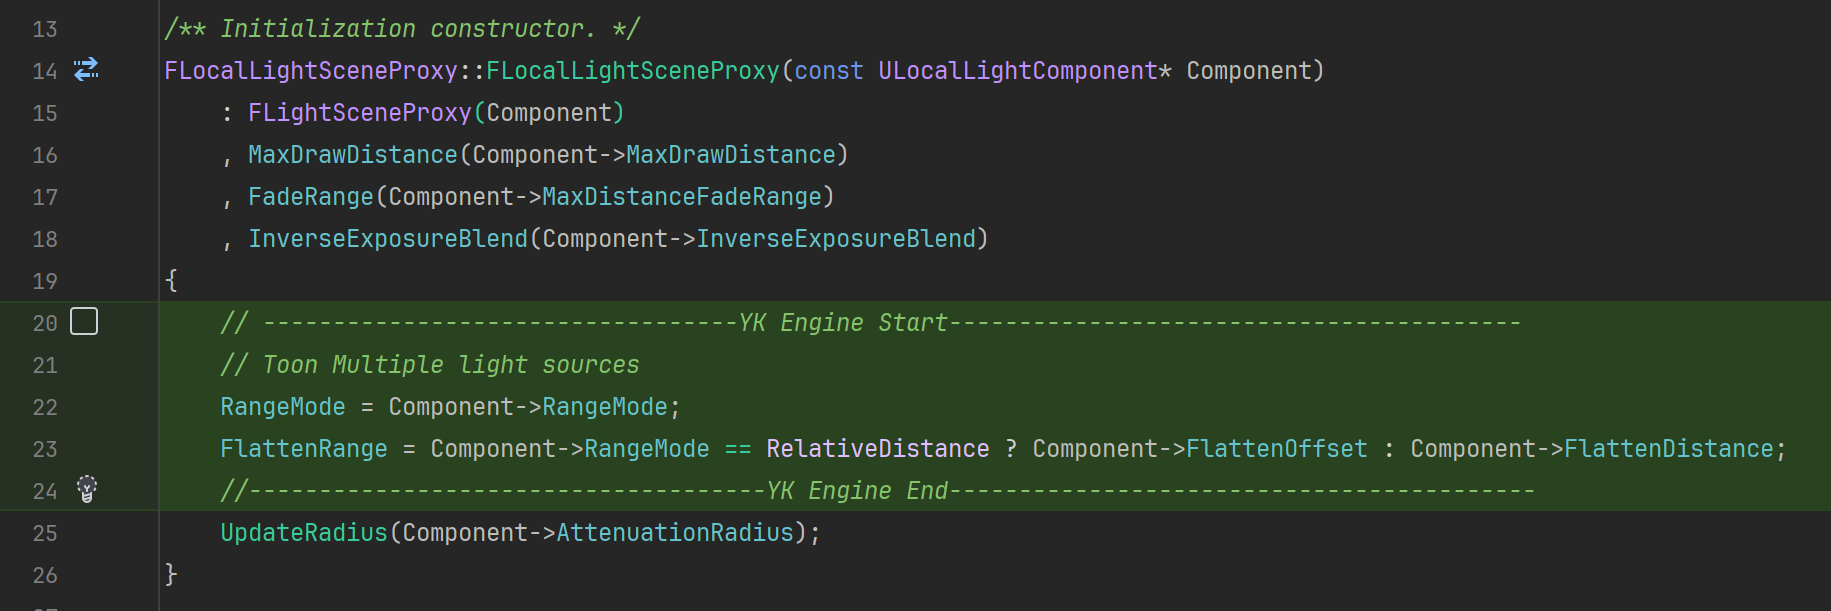 13 /** Initialization constructor. */
14 FLocalLightSceneProxy::FLocalLightSceneProxy(const ULocalLightComponent* Component)
15     : FLightSceneProxy(Component)
16     , MaxDrawDistance(Component->MaxDrawDistance)
17     , FadeRange(Component->MaxDistanceFadeRange)
18     , InverseExposureBlend(Component->InverseExposureBlend)
19 {
20     // ----------------------------------YK Engine Start-----------------------------------------
21     // Toon Multiple light sources
22     RangeMode = Component->RangeMode;
23     FlattenRange = Component->RangeMode == RelativeDistance ? Component->FlattenOffset : Component->FlattenDistance;
24     //-------------------------------------YK Engine End------------------------------------------
25     UpdateRadius(Component->AttenuationRadius);
26 }